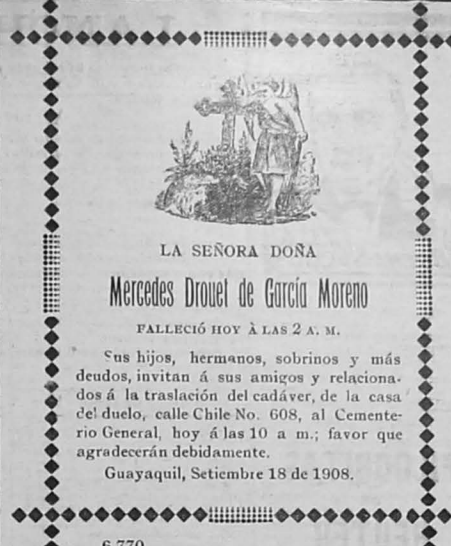 LA SEÑORA DOÑA
Mercedes Drouet de García Moreno
FALLECIÓ HOY Á LAS 2 A. M.
Sus hijos, hermanos, sobrinos y más
deudos, invitan á sus amigos y relaciona-
dos á la traslación del cadáver, de la casa
del duelo, calle Chile No. 608, al Cemente-
rio General, hoy á las 10 a m.; favor que
agradecerán debidamente.
Guayaquil, Setiembre 18 de 1908.
6,770